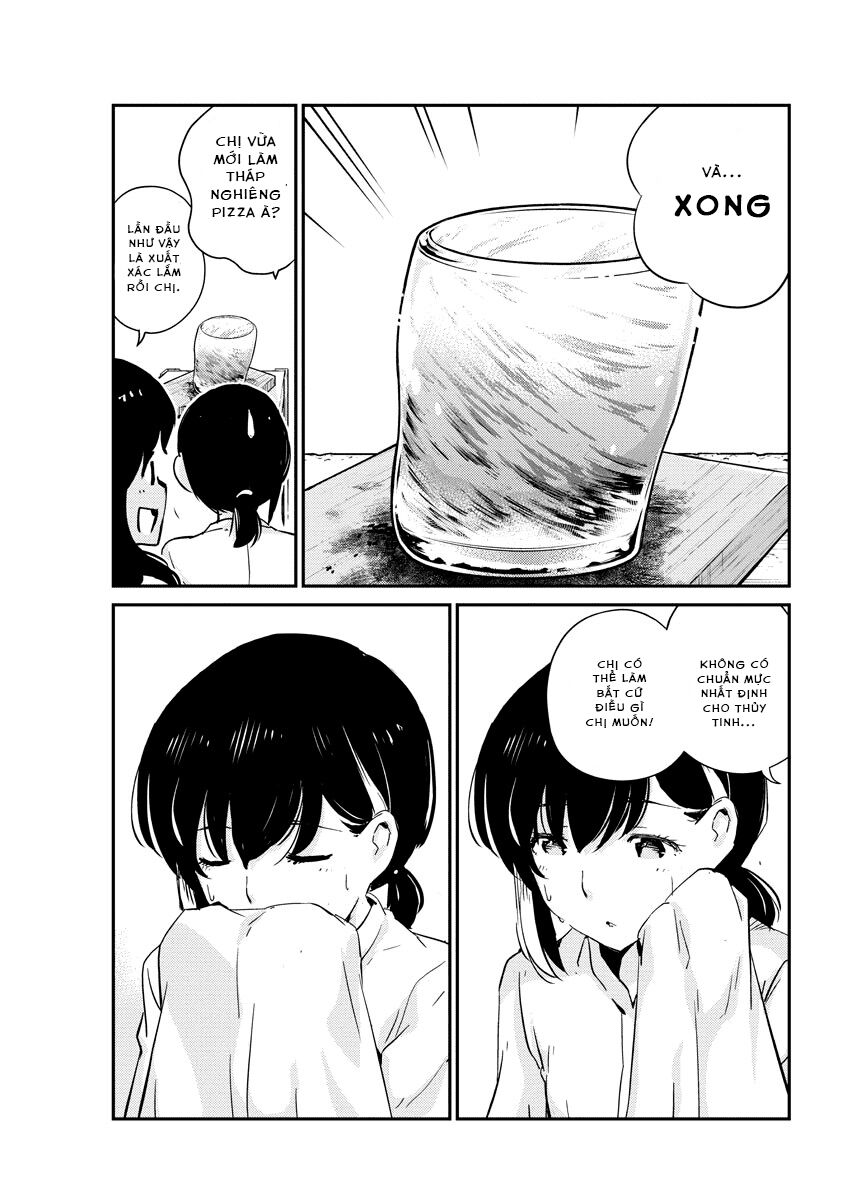 VÀ...
XONG
CHỊ VỪA
MỚI LÀM
THÁP
NGHIÊNG
PIZZA À?
LẦN ĐẦU
NHƯ VẬY
LÀ XUẤT
XÁC LẮM
RỒI CHỊ.
KHÔNG CÓ
CHUẨN MỰC
NHẤT ĐỊNH
CHO THỦY
TINH...
CHỊ CÓ
THỂ LÀM
BẤT CỨ
ĐIỀU GÌ
CHỊ MUỐN!